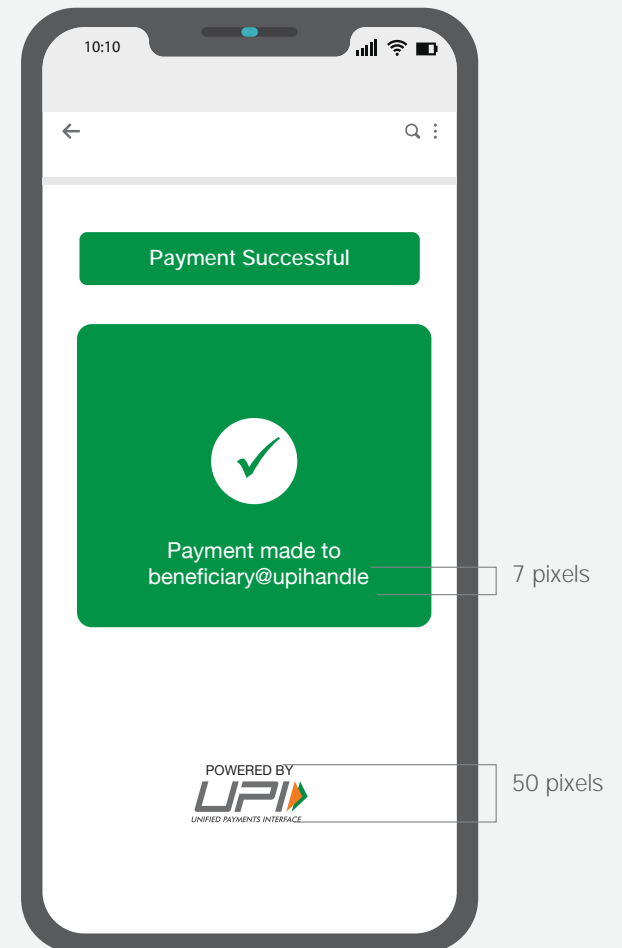 10:10
Payment Successful
Payment made to
beneficiary@upihandle
7 pixels
POWERED BY
UPI
UNIFIED PAYMENTS INTERFACE
50 pixels